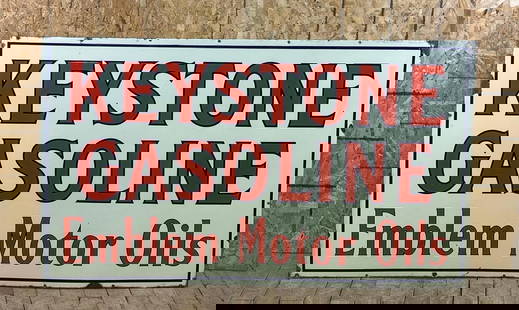 KEYSTONE
GASOLINE
Emblem Motor Oils